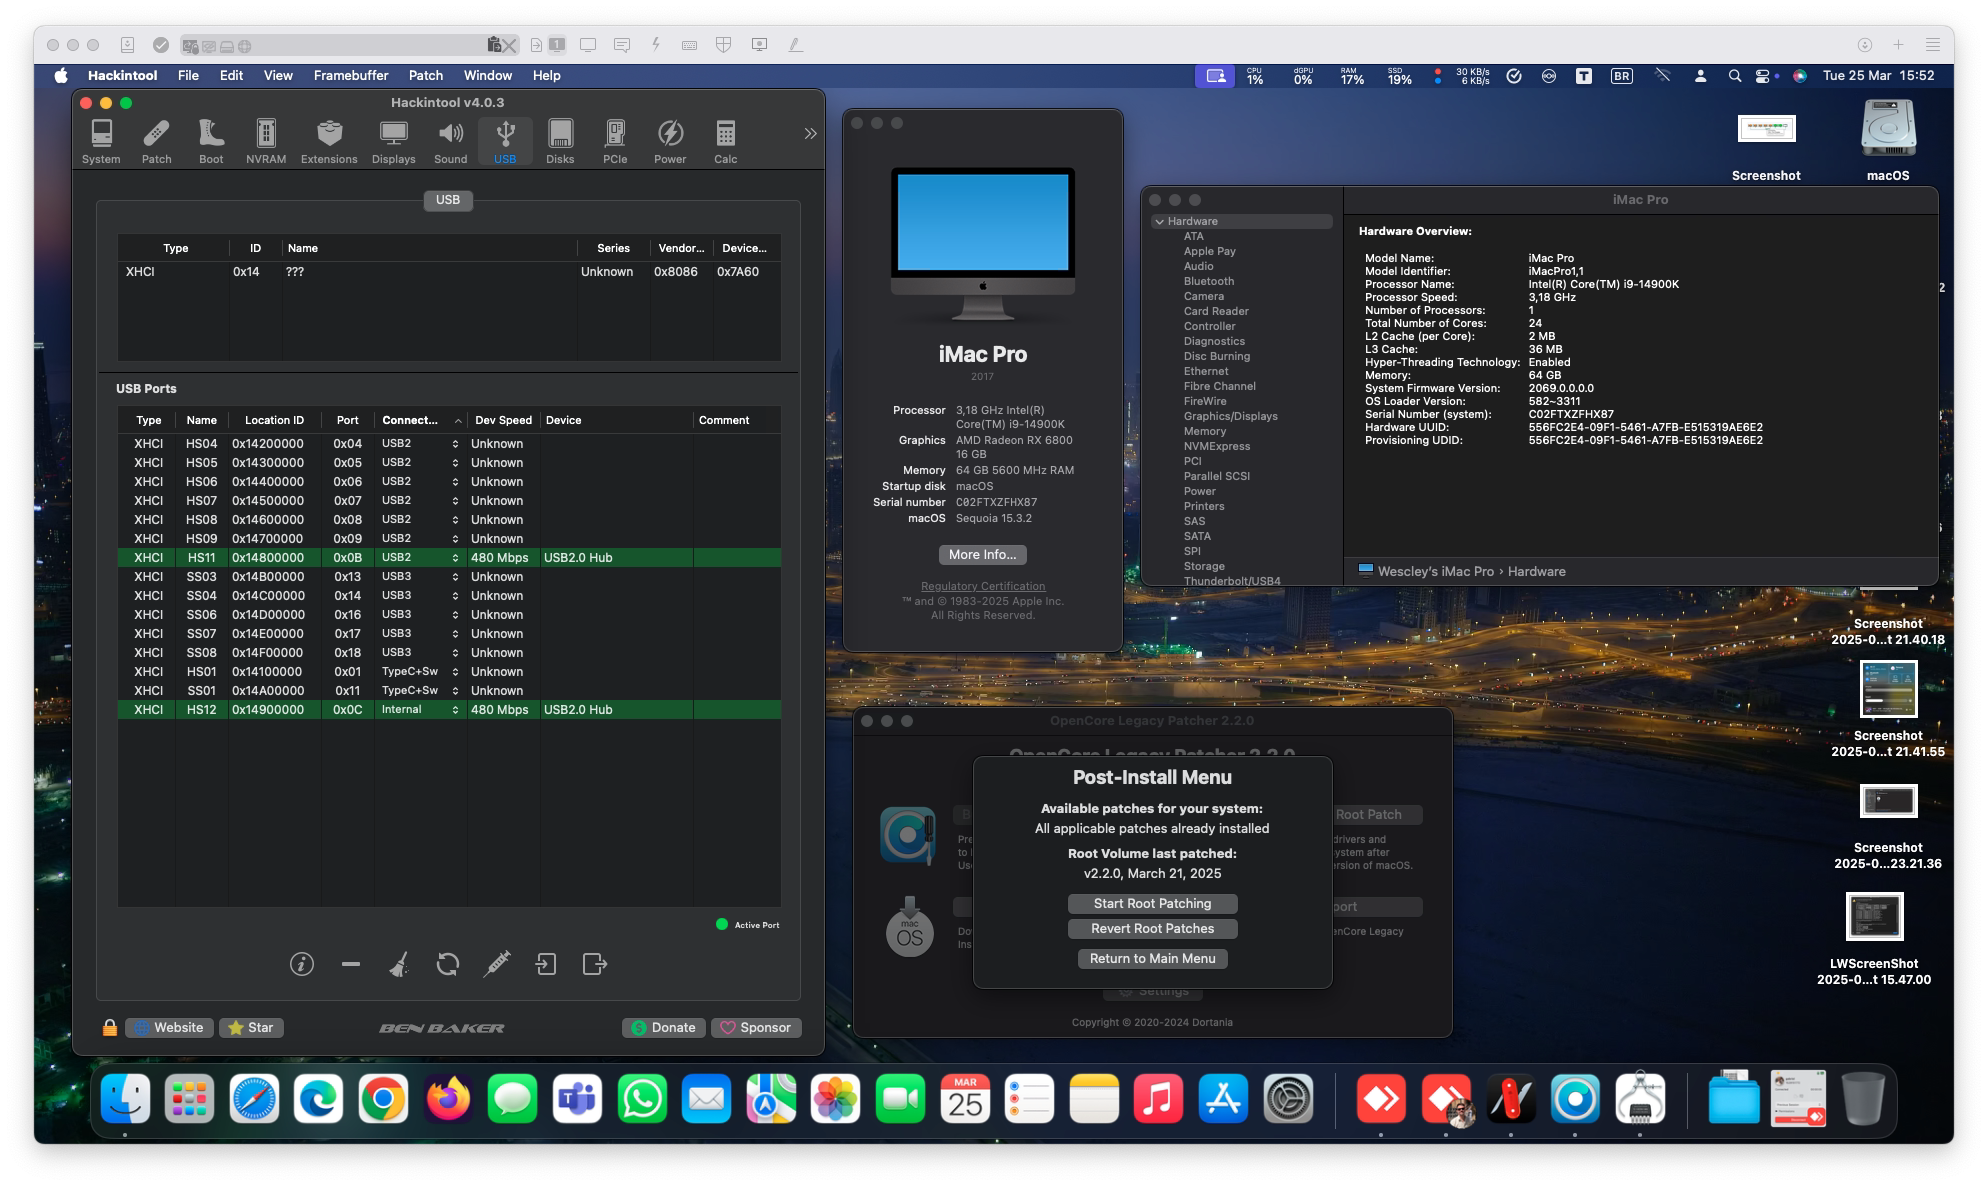 1
Hackintool File Edit View Framebuffer Patch Window Help
CPU 1% dGPU 0% RAM 17% SSD 19% 30 KB/s 6 KB/s BR Tue 25 Mar 15:52
Hackintool v4.0.3
System Patch Boot NVRAM Extensions Displays Sound USB Disks PCIe Power Calc
USB
Type ID Name Series Vendor... Device...
XHCI 0x14 ??? Unknown 0x8086 0x7A60
USB Ports
Type Name Location ID Port Connect... Dev Speed Device Comment
XHCI HS04 0x14200000 0x04 USB2 Unknown
XHCI HS05 0x14300000 0x05 USB2 Unknown
XHCI HS06 0x14400000 0x06 USB2 Unknown
XHCI HS07 0x14500000 0x07 USB2 Unknown
XHCI HS08 0x14600000 0x08 USB2 Unknown
XHCI HS09 0x14700000 0x09 USB2 Unknown
XHCI HS11 0x14800000 0x0B USB2 480 Mbps USB2.0 Hub
XHCI SS03 0x14B00000 0x13 USB3 Unknown
XHCI SS04 0x14C00000 0x14 USB3 Unknown
XHCI SS06 0x14D00000 0x16 USB3 Unknown
XHCI SS07 0x14E00000 0x17 USB3 Unknown
XHCI SS08 0x14F00000 0x18 USB3 Unknown
XHCI HS01 0x14100000 0x01 TypeC+Sw Unknown
XHCI SS01 0x14A00000 0x11 TypeC+Sw Unknown
XHCI HS12 0x14900000 0x0C Internal 480 Mbps USB2.0 Hub
Active Port
Website Star BEN BAKER Donate Sponsor
iMac Pro
2017
Processor 3,18 GHz Intel(R)
Core(TM) i9-14900K
Graphics AMD Radeon RX 6800
16 GB
Memory 64 GB 5600 MHz RAM
Startup disk macOS
Serial number C02FTXZFHX87
macOS Sequoia 15.3.2
More Info...
Regulatory Certification
™ and © 1983-2025 Apple Inc.
All Rights Reserved.
iMac Pro
Hardware
ATA
Apple Pay
Audio
Bluetooth
Camera
Card Reader
Controller
Diagnostics
Disc Burning
Ethernet
Fibre Channel
FireWire
Graphics/Displays
Memory
NVMExpress
PCI
Parallel SCSI
Power
Printers
SAS
SATA
SPI
Storage
Thunderbolt/USB4
Hardware Overview:
Model Name: iMac Pro
Model Identifier: iMacPro1,1
Processor Name: Intel(R) Core(TM) i9-14900K
Processor Speed: 3,18 GHz
Number of Processors: 1
Total Number of Cores: 24
L2 Cache (per Core): 2 MB
L3 Cache: 36 MB
Hyper-Threading Technology: Enabled
Memory: 64 GB
System Firmware Version: 2069.0.0.0.0
OS Loader Version: 582~3311
Serial Number (system): C02FTXZFHX87
Hardware UUID: 556FC2E4-09F1-5461-A7FB-E515319AE6E2
Provisioning UDID: 556FC2E4-09F1-5461-A7FB-E515319AE6E2
Wescley's iMac Pro › Hardware
OpenCore Legacy Patcher 2.2.0
OpenCore Legacy Patcher 2.2.0
Post-Install Menu
Available patches for your system:
All applicable patches already installed
Root Volume last patched:
v2.2.0, March 21, 2025
Start Root Patching
Revert Root Patches
Return to Main Menu
Root Patch
drivers and
ystem after
ersion of macOS.
port
enCore Legacy
mac
OS
Settings
Copyright © 2020-2024 Dortania
Screenshot
macOS
Screenshot
2025-0...t 21.40.18
Screenshot
2025-0...t 21.41.55
Screenshot
2025-0...23.21.36
LWScreenShot
2025-0...t 15.47.00
MAR
25